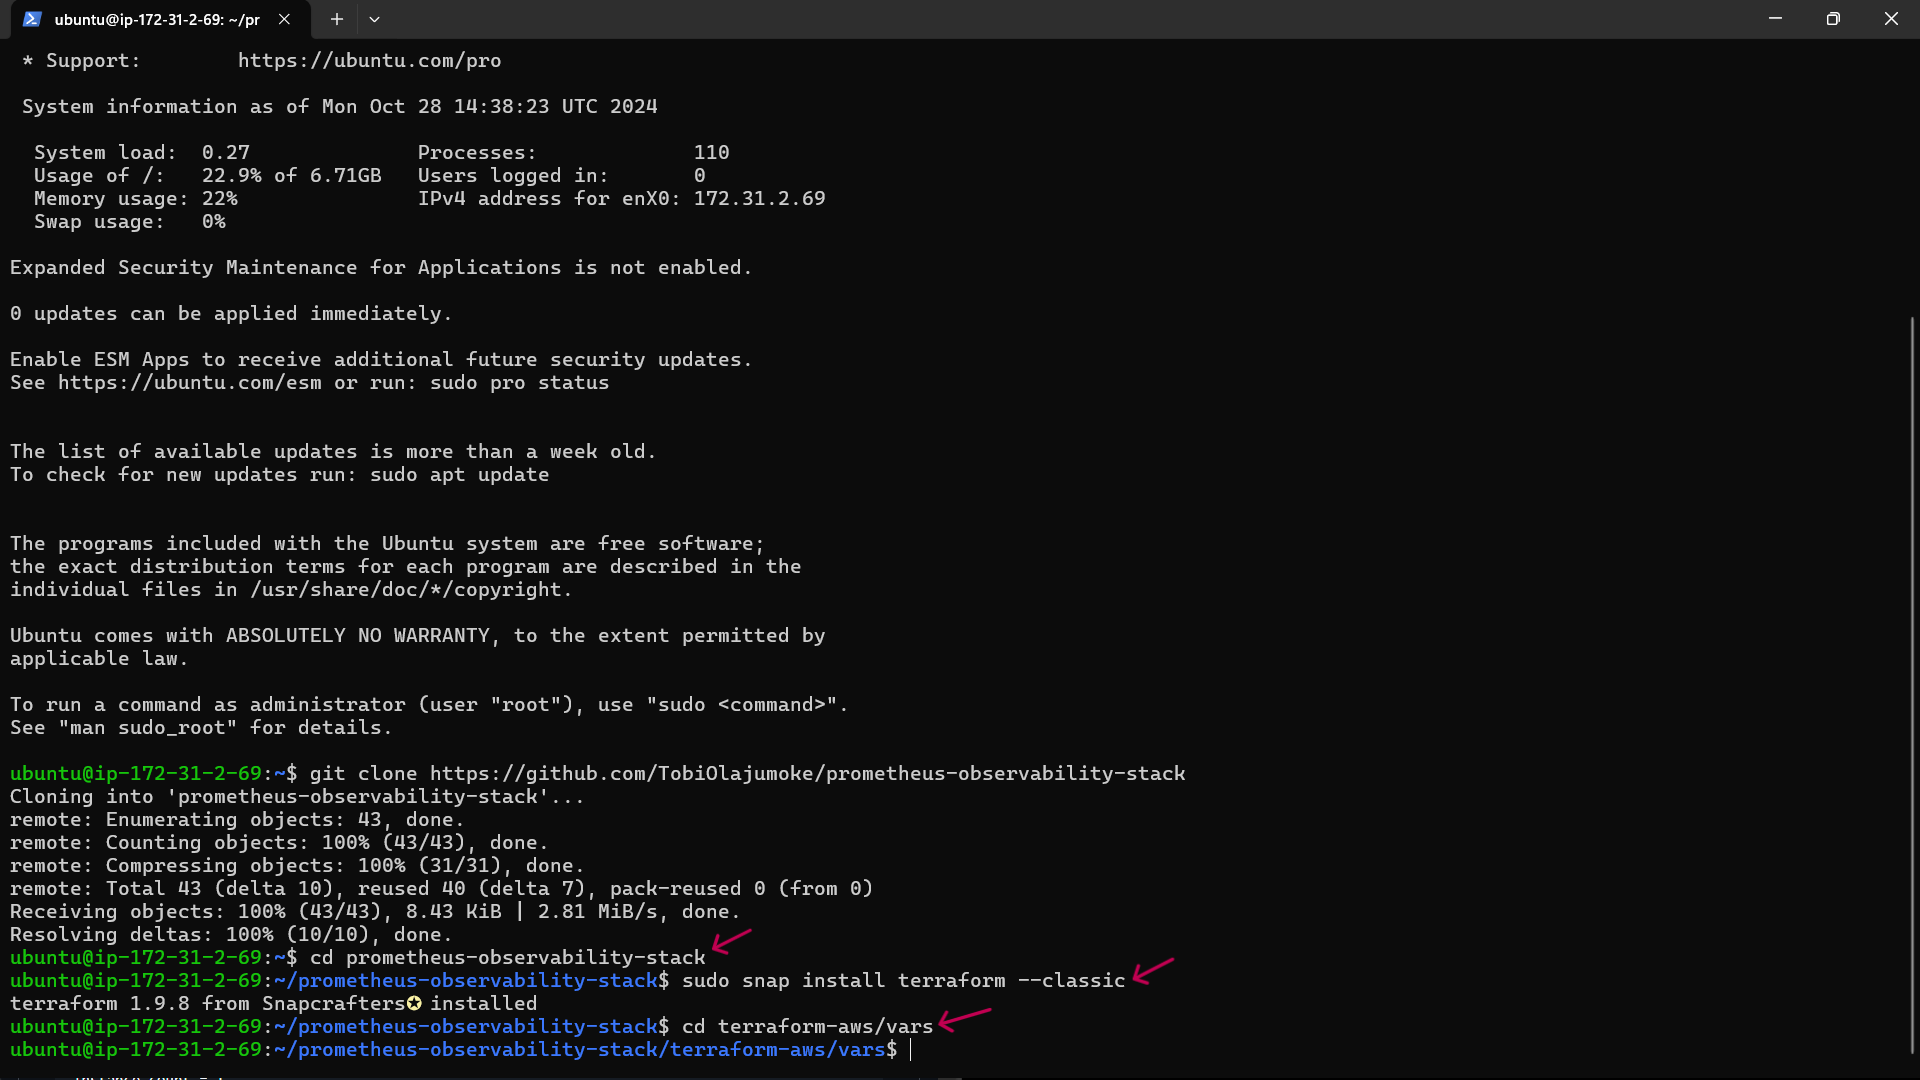 ubuntu@ip-172-31-2-69: ~/pr
* Support:        https://ubuntu.com/pro
System information as of Mon Oct 28 14:38:23 UTC 2024
System load:  0.27              Processes:             110
Usage of /:   22.9% of 6.71GB   Users logged in:       0
Memory usage: 22%               IPv4 address for enX0: 172.31.2.69
Swap usage:   0%
Expanded Security Maintenance for Applications is not enabled.
0 updates can be applied immediately.
Enable ESM Apps to receive additional future security updates.
See https://ubuntu.com/esm or run: sudo pro status
The list of available updates is more than a week old.
To check for new updates run: sudo apt update
The programs included with the Ubuntu system are free software;
the exact distribution terms for each program are described in the
individual files in /usr/share/doc/*/copyright.
Ubuntu comes with ABSOLUTELY NO WARRANTY, to the extent permitted by
applicable law.
To run a command as administrator (user "root"), use "sudo <command>".
See "man sudo_root" for details.
ubuntu@ip-172-31-2-69:~$ git clone https://github.com/TobiOlajumoke/prometheus-observability-stack
Cloning into 'prometheus-observability-stack'...
remote: Enumerating objects: 43, done.
remote: Counting objects: 100% (43/43), done.
remote: Compressing objects: 100% (31/31), done.
remote: Total 43 (delta 10), reused 40 (delta 7), pack-reused 0 (from 0)
Receiving objects: 100% (43/43), 8.43 KiB | 2.81 MiB/s, done.
Resolving deltas: 100% (10/10), done.
ubuntu@ip-172-31-2-69:~$ cd prometheus-observability-stack
ubuntu@ip-172-31-2-69:~/prometheus-observability-stack$ sudo snap install terraform --classic
terraform 1.9.8 from Snapcrafters✪ installed
ubuntu@ip-172-31-2-69:~/prometheus-observability-stack$ cd terraform-aws/vars
ubuntu@ip-172-31-2-69:~/prometheus-observability-stack/terraform-aws/vars$